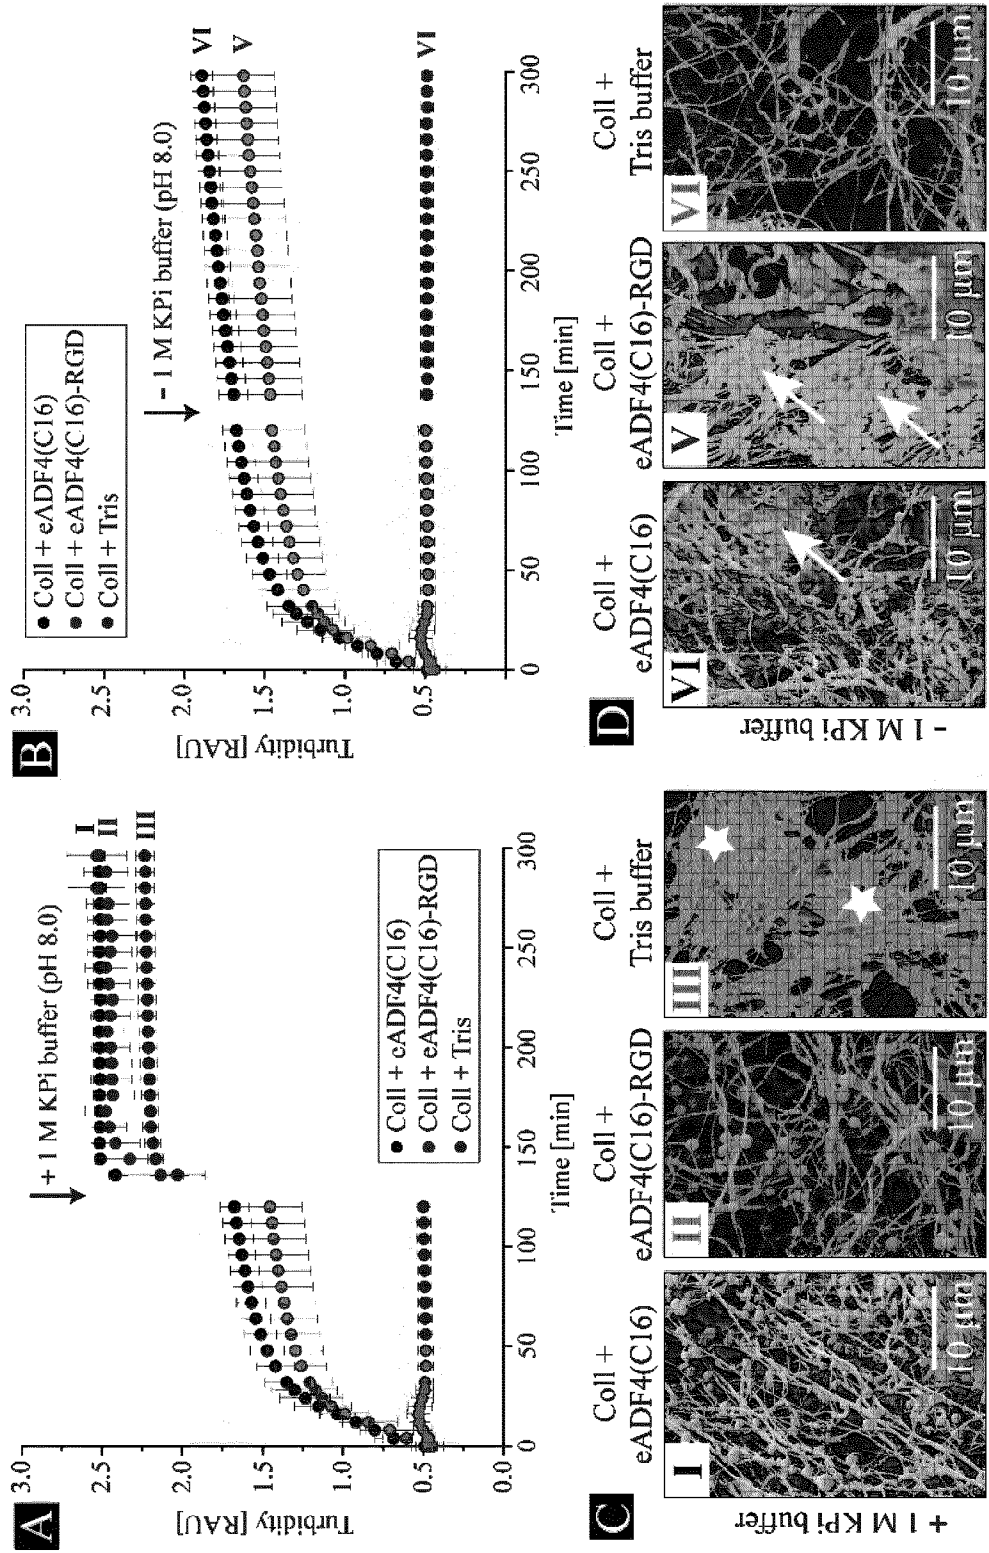 A
3.0
2.5
2.0
1.5
1.0
0.5
0.0
Turbidity [RAU]
+ 1 M KPi buffer (pH 8.0)
I
II
III
Coll + eADF4(C16)
Coll + eADF4(C16)-RGD
Coll + Tris
0
50
100
150
200
250
300
Time [min]
B
3.0
2.5
2.0
1.5
1.0
0.5
0
Turbidity [RAU]
Coll + eADF4(C16)
Coll + eADF4(C16)-RGD
Coll + Tris
- 1 M KPi buffer (pH 8.0)
VI
V
VI
0
50
100
150
200
250
300
Time [min]
C
Coll +
eADF4(C16)
Coll +
eADF4(C16)-RGD
Coll +
Tris buffer
+ 1 M KPi buffer
I
10 µm
II
10 µm
III
10 µm
D
Coll +
eADF4(C16)
Coll +
eADF4(C16)-RGD
Coll +
Tris buffer
- 1 M KPi buffer
VI
10 µm
V
10 µm
VI
10 µm